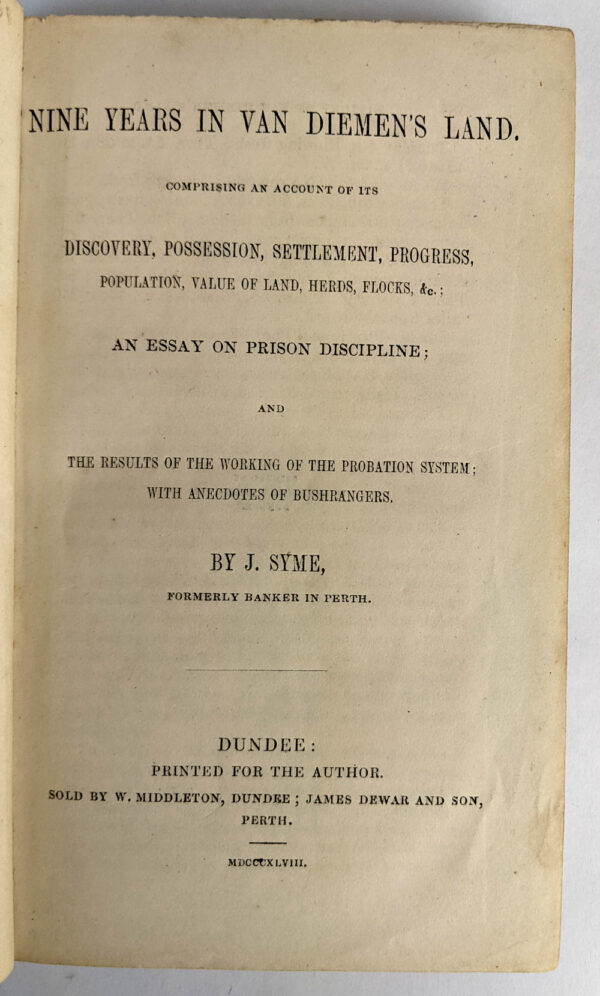 NINE YEARS IN VAN DIEMEN'S LAND.
COMPRISING AN ACCOUNT OF ITS
DISCOVERY, POSSESSION, SETTLEMENT, PROGRESS,
POPULATION, VALUE OF LAND, HERDS, FLOCKS, &c.;
AN ESSAY ON PRISON DISCIPLINE;
AND
THE RESULTS OF THE WORKING OF THE PROBATION SYSTEM;
WITH ANECDOTES OF BUSHRANGERS.
BY J. SYME,
FORMERLY BANKER IN PERTH.
DUNDEE:
PRINTED FOR THE AUTHOR.
SOLD BY W. MIDDLETON, DUNDEE; JAMES DEWAR AND SON,
PERTH.
MDCCCXLVIII.